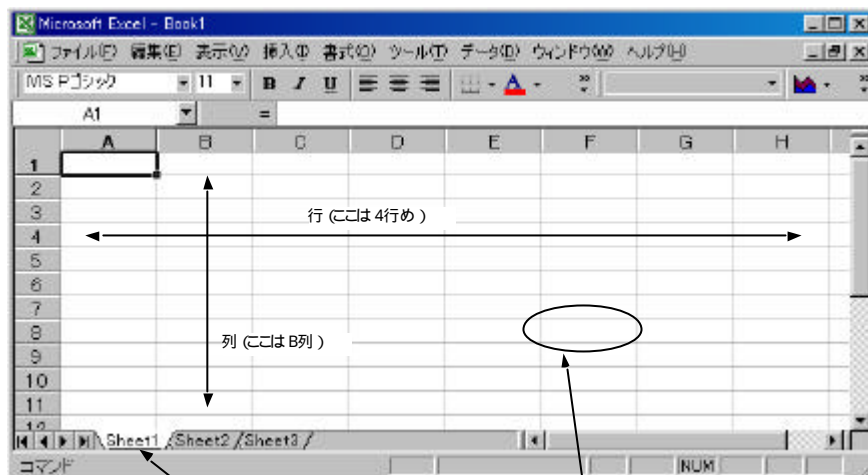 Microsoft Excel - Book1
ファイル(F) 編集(E) 表示(V) 挿入(I) 書式(O) ツール(T) データ(D) ウィンドウ(W) ヘルプ(H)
MS Pゴシック 11 B I U A
A1 =
A B C D E F G H
1
2
3
行 (ここは 4行め )
4
5
6
7
8
列 (ここは B列 )
9
10
11
12
Sheet1 Sheet2 Sheet3
コマンド NUM